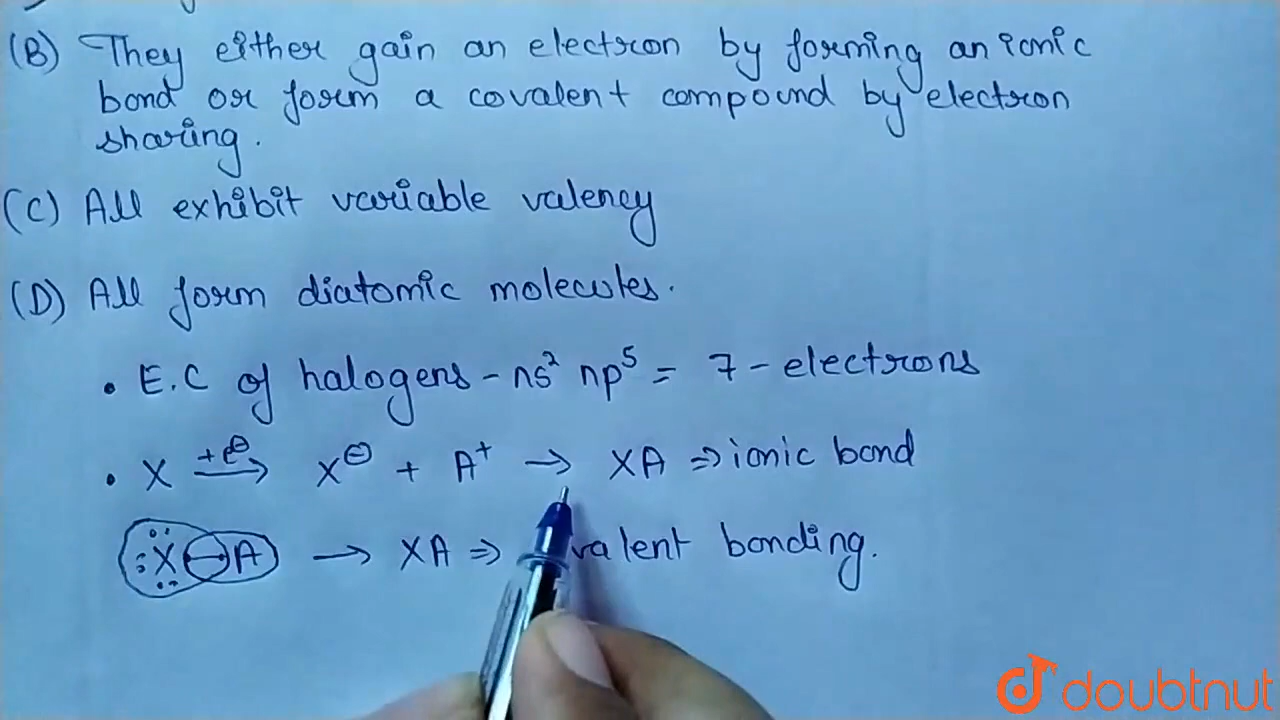 (B) They either gain an electron by forming an ionic
bond or form a covalent compound by electron
sharing.
(C) All exhibit variable valency
(D) All form diatomic molecules.
• E.C of halogens - ns² np⁵ = 7 - electrons
• X +e⊖→ X⊖ + A⁺ → XA ⇒ ionic bond
:X A → XA ⇒ valent bonding.
doubtnut